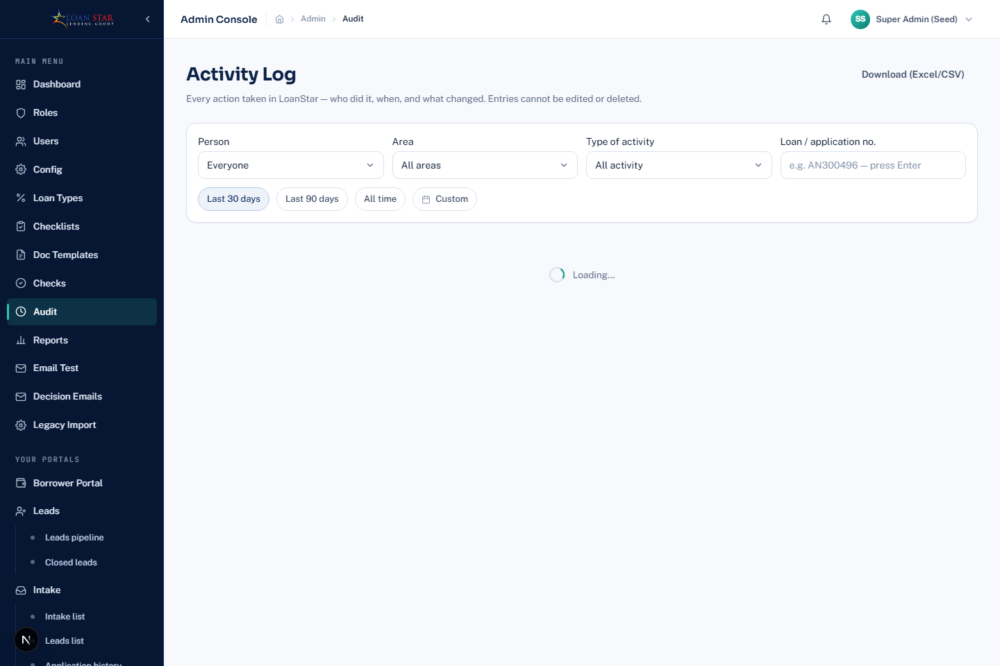 LOAN STAR
LENDING GROUP
Admin Console
Admin
Audit
SS
Super Admin (Seed)
MAIN MENU
Dashboard
Roles
Users
Config
Loan Types
Checklists
Doc Templates
Checks
Audit
Reports
Email Test
Decision Emails
Legacy Import
YOUR PORTALS
Borrower Portal
Leads
Leads pipeline
Closed leads
Intake
Intake list
Leads list
Application history
N
Activity Log
Download (Excel/CSV)
Every action taken in LoanStar — who did it, when, and what changed. Entries cannot be edited or deleted.
Person
Area
Type of activity
Loan / application no.
Everyone
All areas
All activity
e.g. AN300496 — press Enter
Last 30 days
Last 90 days
All time
Custom
Loading...